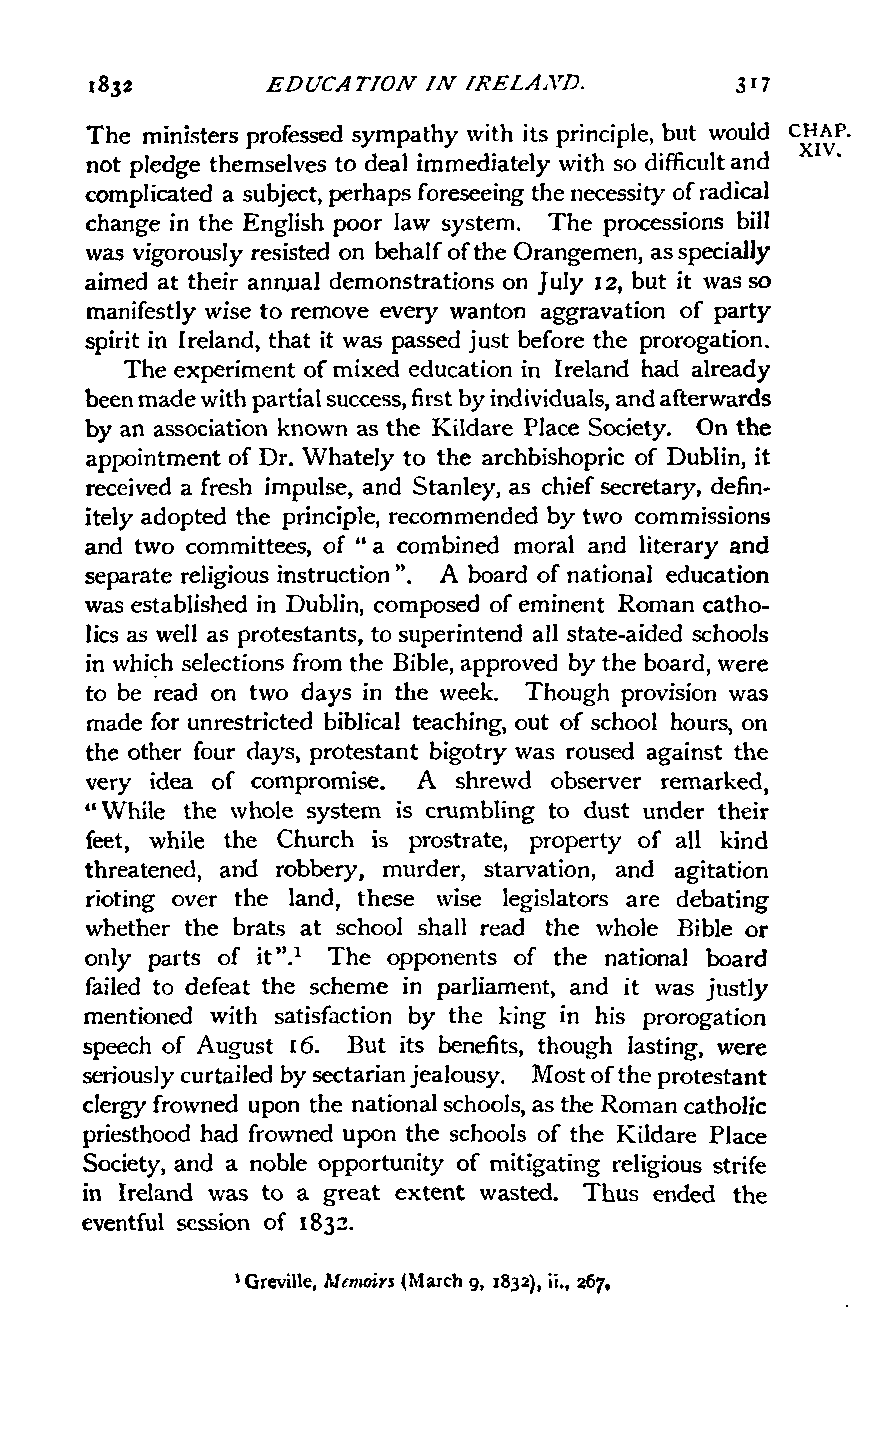 1832 EDUCATION IN IRELAND. 317
The ministers professed sympathy with its principle, but would CHAP.
not pledge themselves to deal immediately with so difficult and XIV.
complicated a subject, perhaps foreseeing the necessity of radical
change in the English poor law system. The processions bill
was vigorously resisted on behalf of the Orangemen, as specially
aimed at their annual demonstrations on July 12, but it was so
manifestly wise to remove every wanton aggravation of party
spirit in Ireland, that it was passed just before the prorogation.
The experiment of mixed education in Ireland had already
been made with partial success, first by individuals, and afterwards
by an association known as the Kildare Place Society. On the
appointment of Dr. Whately to the archbishopric of Dublin, it
received a fresh impulse, and Stanley, as chief secretary, defin-
itely adopted the principle, recommended by two commissions
and two committees, of "a combined moral and literary and
separate religious instruction". A board of national education
was established in Dublin, composed of eminent Roman catho-
lics as well as protestants, to superintend all state-aided schools
in which selections from the Bible, approved by the board, were
to be read on two days in the week. Though provision was
made for unrestricted biblical teaching, out of school hours, on
the other four days, protestant bigotry was roused against the
very idea of compromise. A shrewd observer remarked,
"While the whole system is crumbling to dust under their
feet, while the Church is prostrate, property of all kind
threatened, and robbery, murder, starvation, and agitation
rioting over the land, these wise legislators are debating
whether the brats at school shall read the whole Bible or
only parts of it".¹ The opponents of the national board
failed to defeat the scheme in parliament, and it was justly
mentioned with satisfaction by the king in his prorogation
speech of August 16. But its benefits, though lasting, were
seriously curtailed by sectarian jealousy. Most of the protestant
clergy frowned upon the national schools, as the Roman catholic
priesthood had frowned upon the schools of the Kildare Place
Society, and a noble opportunity of mitigating religious strife
in Ireland was to a great extent wasted. Thus ended the
eventful session of 1832.
¹ Greville, Memoirs (March 9, 1832), ii., 267.